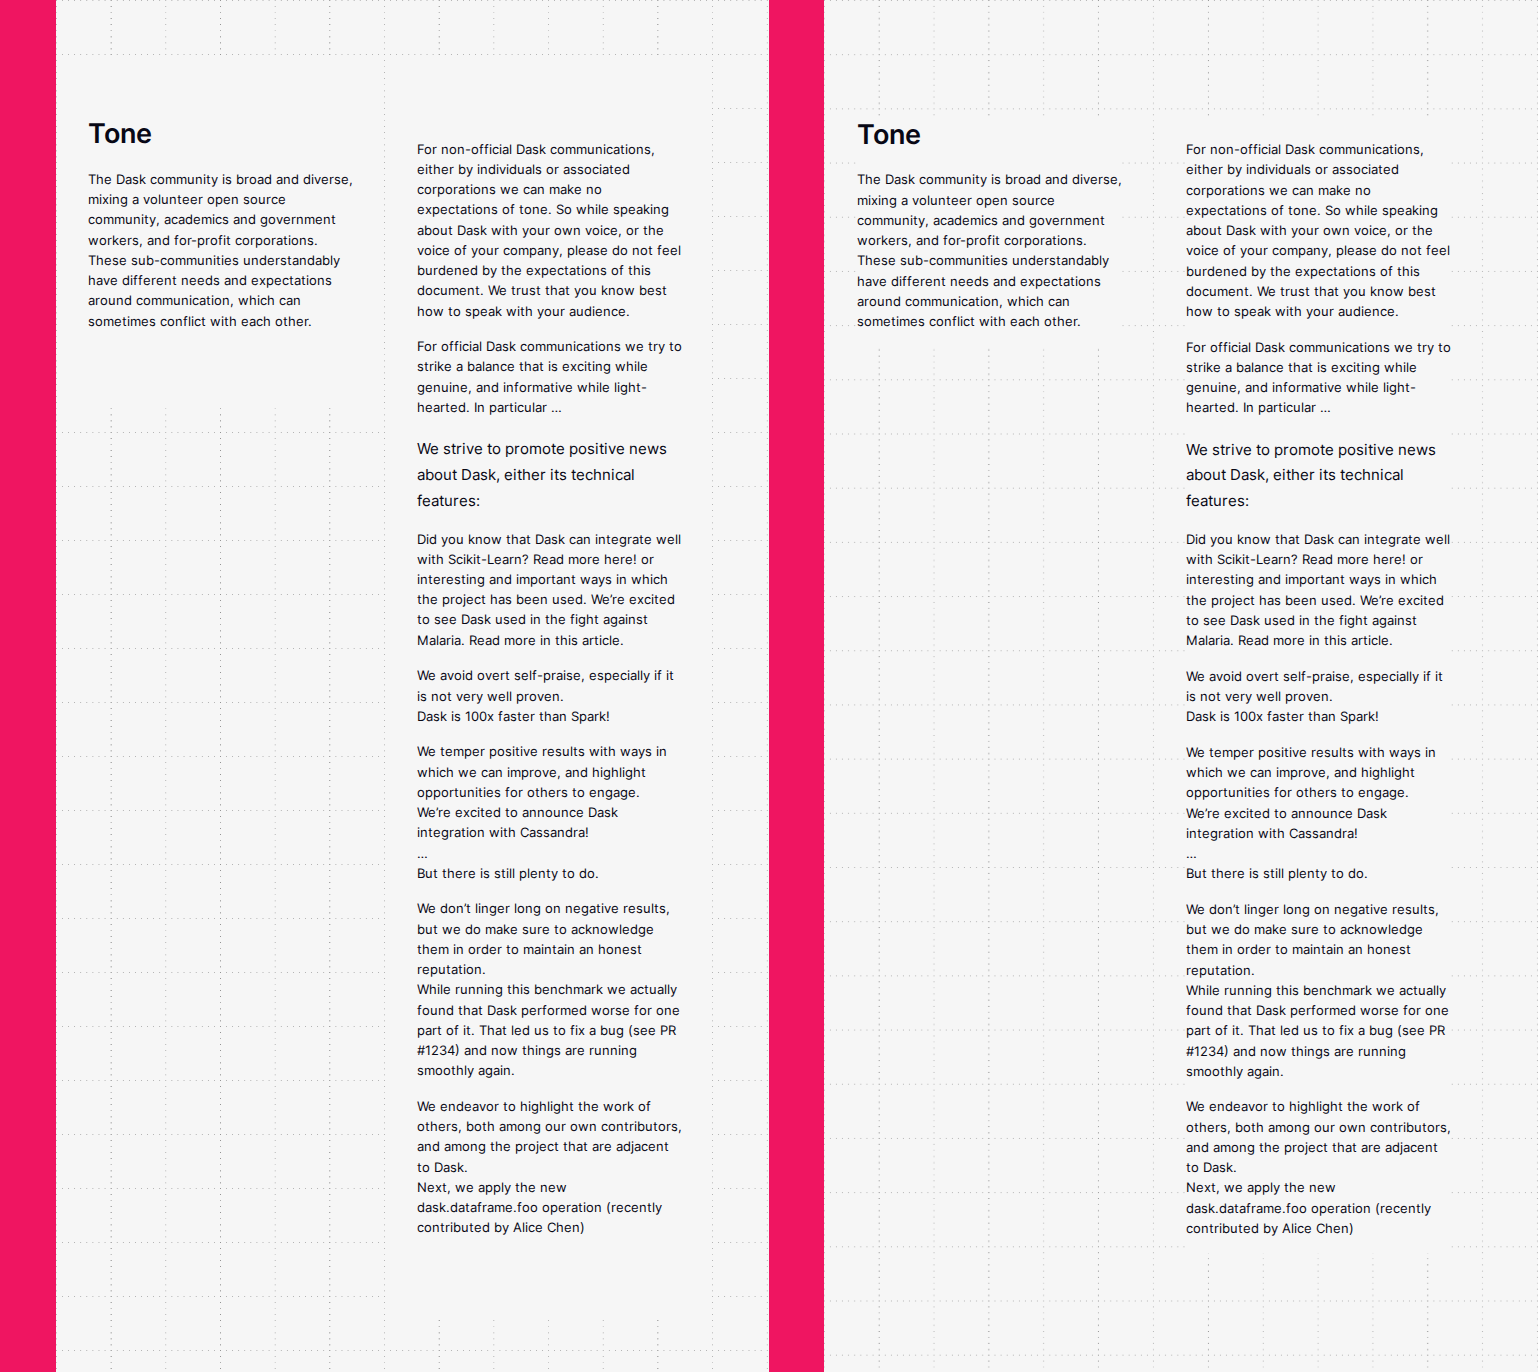 Tone
The Dask community is broad and diverse,
mixing a volunteer open source
community, academics and government
workers, and for-profit corporations.
These sub-communities understandably
have different needs and expectations
around communication, which can
sometimes conflict with each other.
For non-official Dask communications,
either by individuals or associated
corporations we can make no
expectations of tone. So while speaking
about Dask with your own voice, or the
voice of your company, please do not feel
burdened by the expectations of this
document. We trust that you know best
how to speak with your audience.
For official Dask communications we try to
strike a balance that is exciting while
genuine, and informative while light-
hearted. In particular ...
We strive to promote positive news
about Dask, either its technical
features:
Did you know that Dask can integrate well
with Scikit-Learn? Read more here! or
interesting and important ways in which
the project has been used. We're excited
to see Dask used in the fight against
Malaria. Read more in this article.
We avoid overt self-praise, especially if it
is not very well proven.
Dask is 100x faster than Spark!
We temper positive results with ways in
which we can improve, and highlight
opportunities for others to engage.
We're excited to announce Dask
integration with Cassandra!
...
But there is still plenty to do.
We don't linger long on negative results,
but we do make sure to acknowledge
them in order to maintain an honest
reputation.
While running this benchmark we actually
found that Dask performed worse for one
part of it. That led us to fix a bug (see PR
#1234) and now things are running
smoothly again.
We endeavor to highlight the work of
others, both among our own contributors,
and among the project that are adjacent
to Dask.
Next, we apply the new
dask.dataframe.foo operation (recently
contributed by Alice Chen)
Tone
The Dask community is broad and diverse,
mixing a volunteer open source
community, academics and government
workers, and for-profit corporations.
These sub-communities understandably
have different needs and expectations
around communication, which can
sometimes conflict with each other.
For non-official Dask communications,
either by individuals or associated
corporations we can make no
expectations of tone. So while speaking
about Dask with your own voice, or the
voice of your company, please do not feel
burdened by the expectations of this
document. We trust that you know best
how to speak with your audience.
For official Dask communications we try to
strike a balance that is exciting while
genuine, and informative while light-
hearted. In particular ...
We strive to promote positive news
about Dask, either its technical
features:
Did you know that Dask can integrate well
with Scikit-Learn? Read more here! or
interesting and important ways in which
the project has been used. We're excited
to see Dask used in the fight against
Malaria. Read more in this article.
We avoid overt self-praise, especially if it
is not very well proven.
Dask is 100x faster than Spark!
We temper positive results with ways in
which we can improve, and highlight
opportunities for others to engage.
We're excited to announce Dask
integration with Cassandra!
...
But there is still plenty to do.
We don't linger long on negative results,
but we do make sure to acknowledge
them in order to maintain an honest
reputation.
While running this benchmark we actually
found that Dask performed worse for one
part of it. That led us to fix a bug (see PR
#1234) and now things are running
smoothly again.
We endeavor to highlight the work of
others, both among our own contributors,
and among the project that are adjacent
to Dask.
Next, we apply the new
dask.dataframe.foo operation (recently
contributed by Alice Chen)